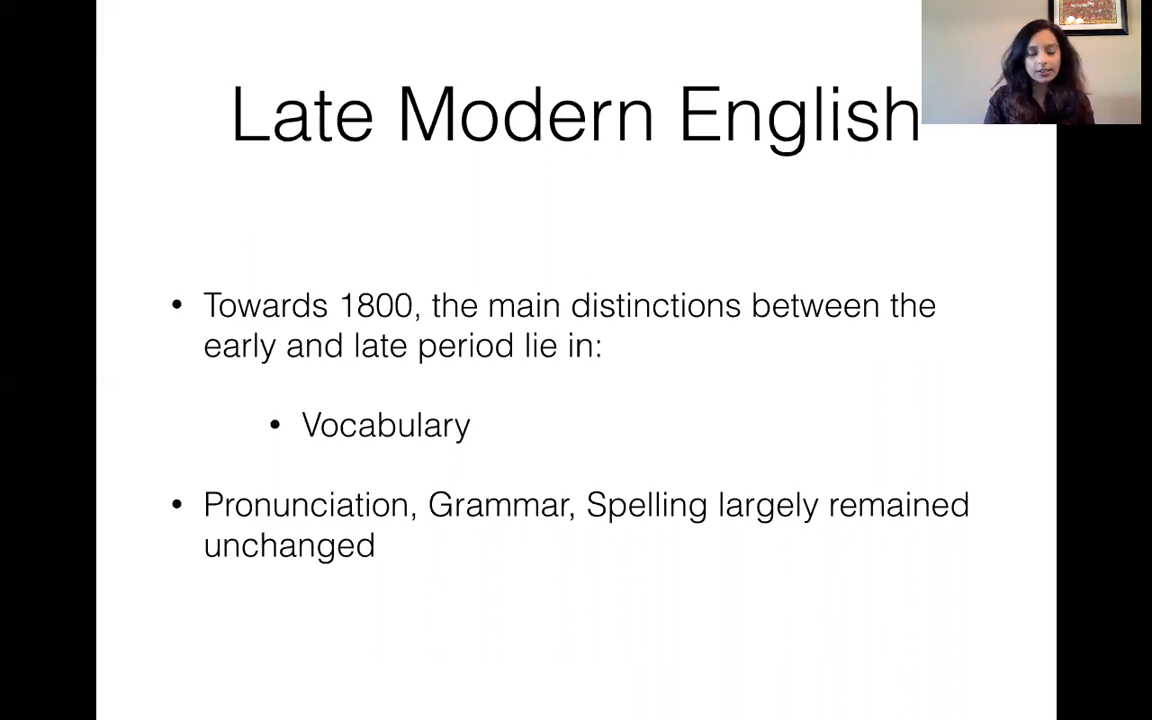 Late Modern English
• Towards 1800, the main distinctions between the
early and late period lie in:
• Vocabulary
• Pronunciation, Grammar, Spelling largely remained
unchanged